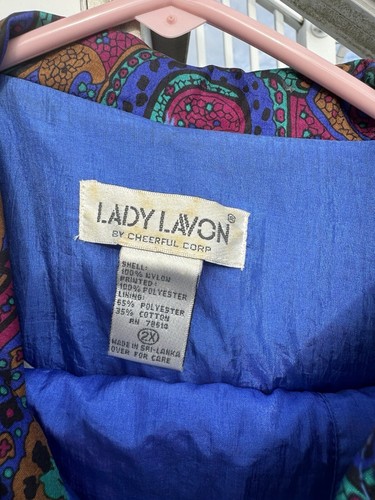 LADY LAVON®
BY CHEERFUL CORP
SHELL:
100% NYLON
PRINTED:
100% POLYESTER
LINING:
65% POLYESTER
35% COTTON
RN 78610
2X
MADE IN SRI-LANKA
OVER FOR CARE